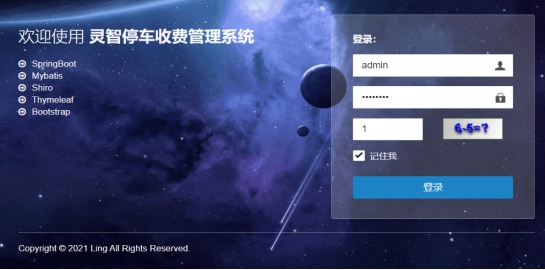 欢迎使用 灵智停车收费管理系统
SpringBoot
Mybatis
Shiro
Thymeleaf
Bootstrap
登录：
admin
••••••••
1
6-5=?
记住我
登录
Copyright © 2021 Ling All Rights Reserved.